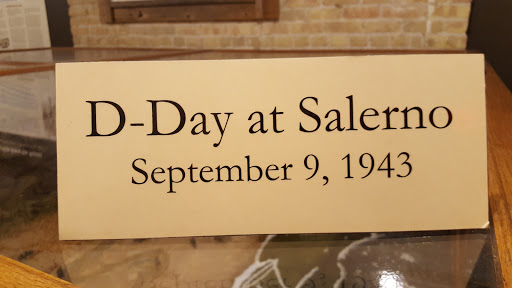 D-Day at Salerno
September 9, 1943